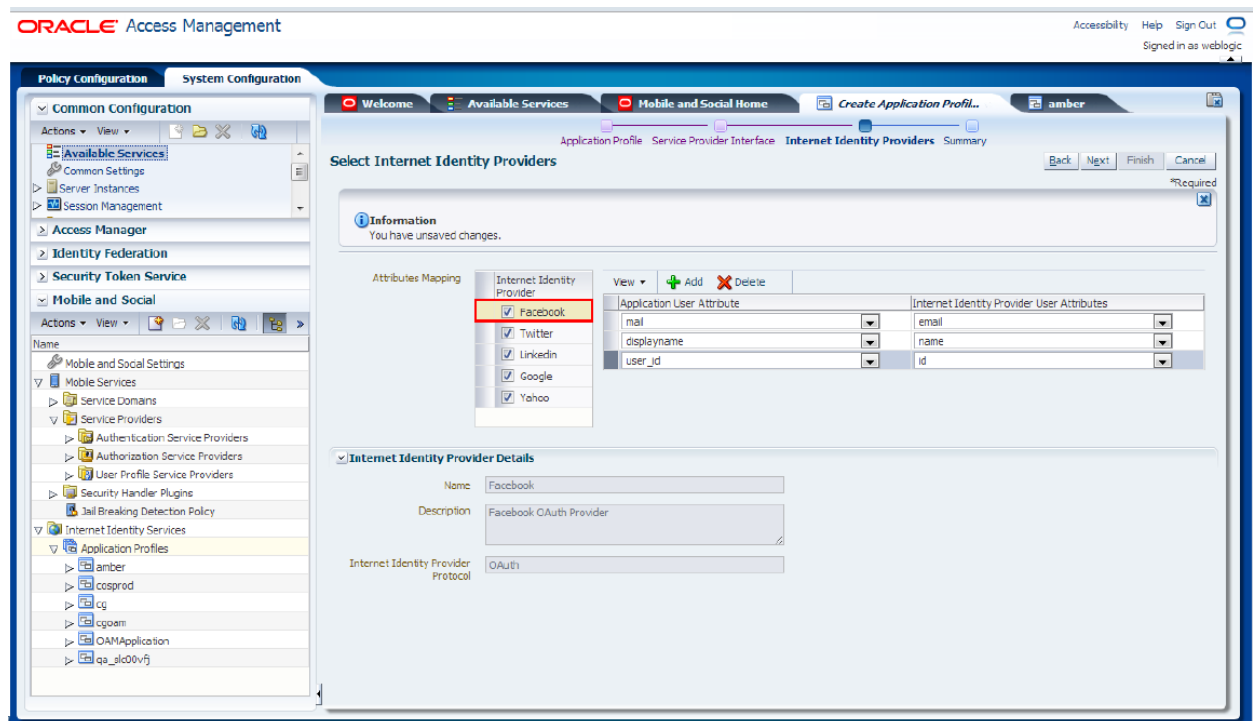 ORACLE Access Management
Accessibility Help Sign Out
Signed in as weblogic
Policy Configuration System Configuration
Common Configuration
Actions View
Available Services
Common Settings
Server Instances
Session Management
Access Manager
Identity Federation
Security Token Service
Mobile and Social
Actions View
Name
Mobile and Social Settings
Mobile Services
Service Domains
Service Providers
Authentication Service Providers
Authorization Service Providers
User Profile Service Providers
Security Handler Plugins
Jail Breaking Detection Policy
Internet Identity Services
Application Profiles
amber
cosprod
cg
cgoam
OAMApplication
qa_slc00vfj
Welcome Available Services Mobile and Social Home Create Application Profil... amber
Application Profile Service Provider Interface Internet Identity Providers Summary
Select Internet Identity Providers
Back Next Finish Cancel
*Required
Information
You have unsaved changes.
Attributes Mapping
Internet Identity
Provider
Facebook
Twitter
Linkedin
Google
Yahoo
View Add Delete
Application User Attribute Internet Identity Provider User Attributes
mail email
displayname name
user_id id
Internet Identity Provider Details
Name Facebook
Description Facebook OAuth Provider
Internet Identity Provider
Protocol OAuth